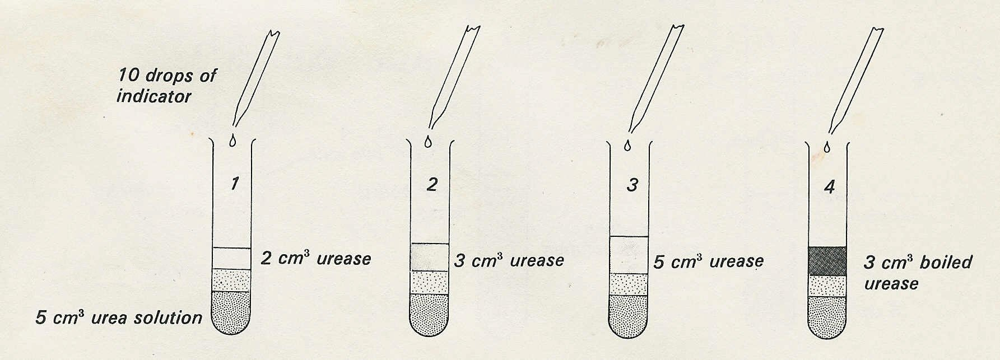 10 drops of
indicator
1
2
3
4
2 cm³ urease
3 cm³ urease
5 cm³ urease
3 cm³ boiled
urease
5 cm³ urea solution